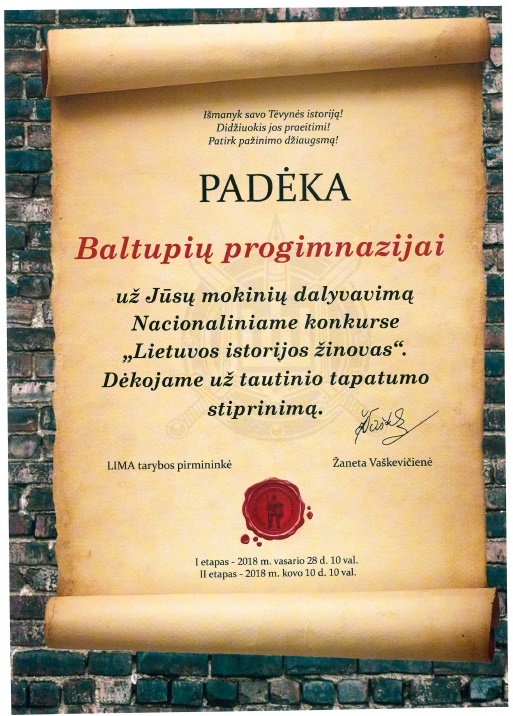 Išmanyk savo Tėvynės istoriją!
Didžiuokis jos praeitimi!
Patirk pažinimo džiaugsmą!
PADĖKA
Baltupių progimnazijai
už Jūsų mokinių dalyvavimą
Nacionaliniame konkurse
„Lietuvos istorijos žinovas“.
Dėkojame už tautinio tapatumo
stiprinimą.
LIMA tarybos pirmininkė
Žaneta Vaškevičienė
I etapas - 2018 m. vasario 28 d. 10 val.
II etapas - 2018 m. kovo 10 d. 10 val.